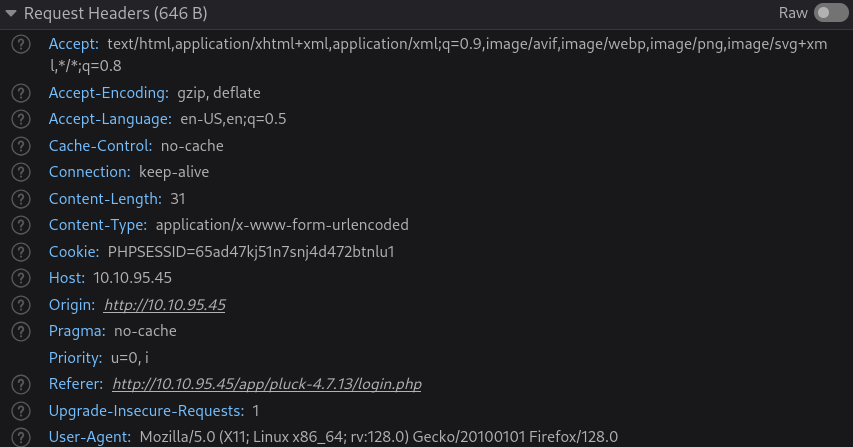 Request Headers (646 B) Raw
Accept: text/html,application/xhtml+xml,application/xml;q=0.9,image/avif,image/webp,image/png,image/svg+xm
l,*/*;q=0.8
Accept-Encoding: gzip, deflate
Accept-Language: en-US,en;q=0.5
Cache-Control: no-cache
Connection: keep-alive
Content-Length: 31
Content-Type: application/x-www-form-urlencoded
Cookie: PHPSESSID=65ad47kj51n7snj4d472btnlu1
Host: 10.10.95.45
Origin: http://10.10.95.45
Pragma: no-cache
Priority: u=0, i
Referer: http://10.10.95.45/app/pluck-4.7.13/login.php
Upgrade-Insecure-Requests: 1
User-Agent: Mozilla/5.0 (X11; Linux x86_64; rv:128.0) Gecko/20100101 Firefox/128.0